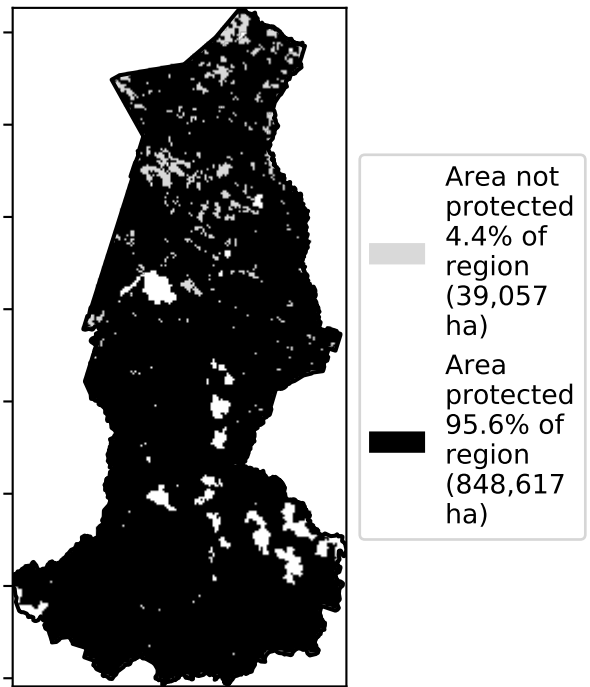 Area not
protected
4.4% of
region
(39,057
ha)
Area
protected
95.6% of
region
(848,617
ha)